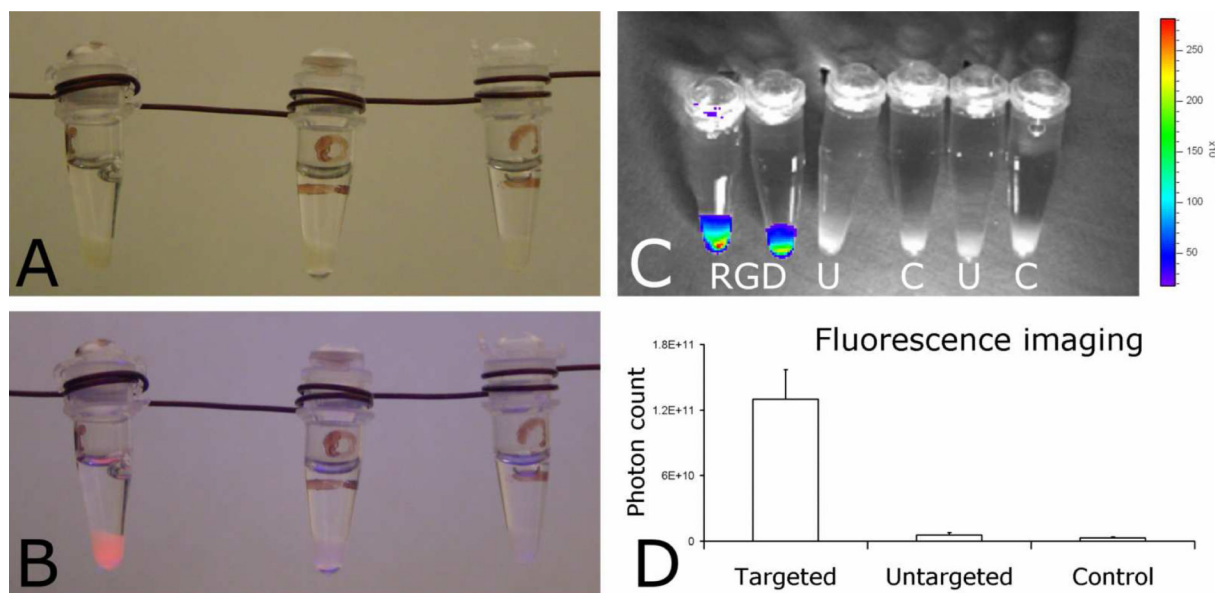 A
B
C
RGD U C U C
250
200
150
100
50
D
Fluorescence imaging
Photon count
1.8E+11
1.2E+11
6E+10
0
Targeted Untargeted Control